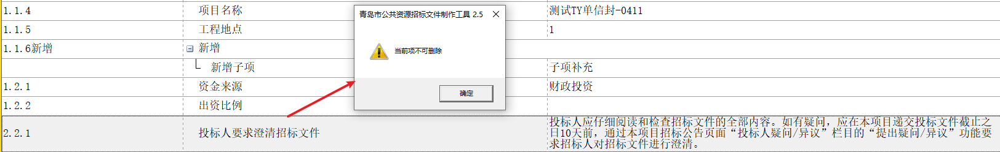 1.1.4 项目名称 测试TY单信封-0411
青岛市公共资源招标文件制作工具 2.5
1.1.5 工程地点 1
1.1.6新增 新增
当前项不可删除
新增子项 子项补充
1.2.1 资金来源 财政投资
确定
1.2.2 出资比例
2.2.1 投标人要求澄清招标文件
投标人应仔细阅读和检查招标文件的全部内容。如有疑问，应在本项目递交投标文件截止之
日10天前，通过本项目招标公告页面“投标人疑问/异议”栏目的“提出疑问/异议”功能要
求招标人对招标文件进行澄清。